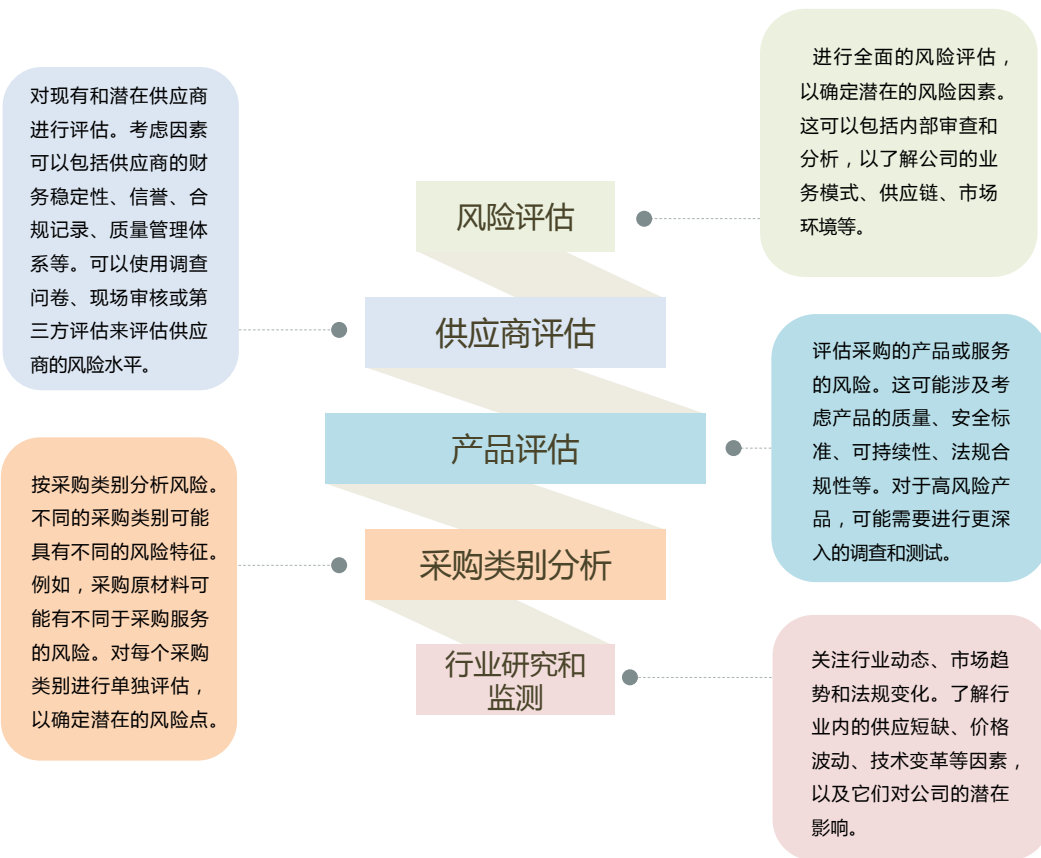 风险评估
进行全面的风险评估，
以确定潜在的风险因素。
这可以包括内部审查和
分析，以了解公司的业
务模式、供应链、市场
环境等。
供应商评估
对现有和潜在供应商
进行评估。考虑因素
可以包括供应商的财
务稳定性、信誉、合
规记录、质量管理体
系等。可以使用调查
问卷、现场审核或第
三方评估来评估供应
商的风险水平。
产品评估
评估采购的产品或服务
的风险。这可能涉及考
虑产品的质量、安全标
准、可持续性、法规合
规性等。对于高风险产
品，可能需要进行更深
入的调查和测试。
采购类别分析
按采购类别分析风险。
不同的采购类别可能
具有不同的风险特征。
例如，采购原材料可
能有不同于采购服务
的风险。对每个采购
类别进行单独评估，
以确定潜在的风险点。
行业研究和
监测
关注行业动态、市场趋
势和法规变化。了解行
业内的供应短缺、价格
波动、技术变革等因素，
以及它们对公司的潜在
影响。